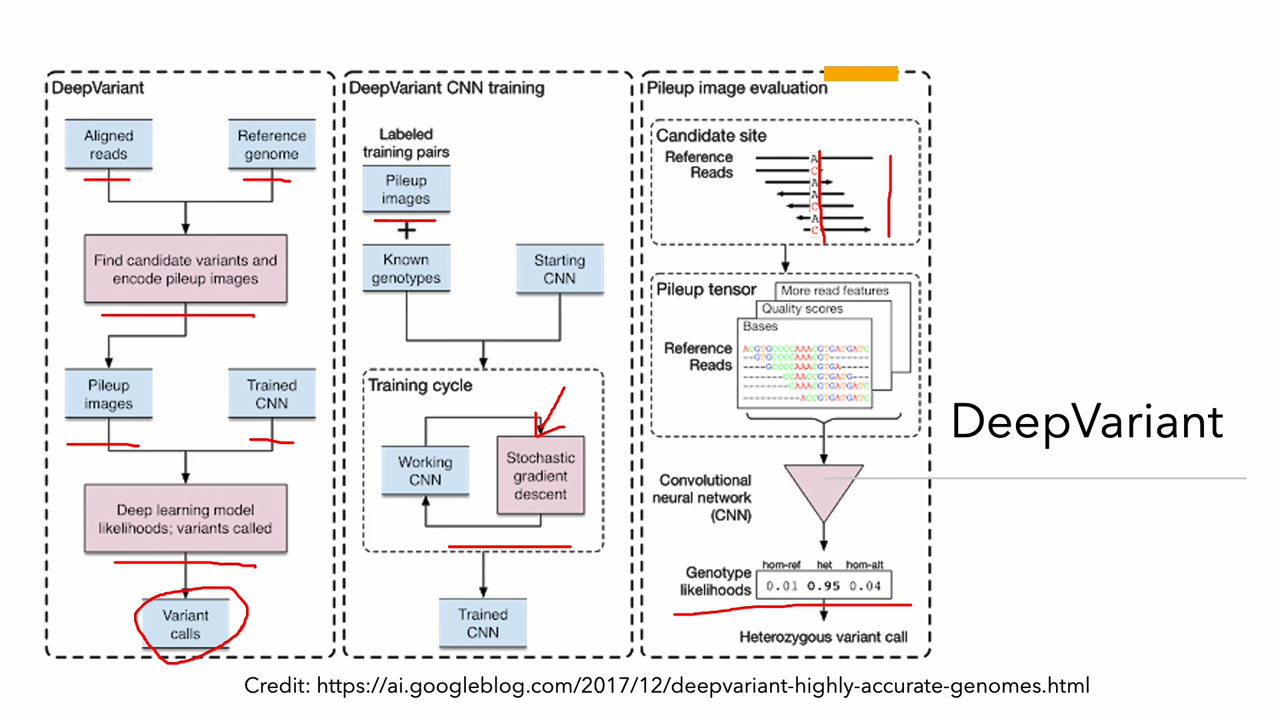 DeepVariant
Aligned
reads
Reference
genome
Find candidate variants and
encode pileup images
Pileup
images
Trained
CNN
Deep learning model
likelihoods; variants called
Variant
calls
DeepVariant CNN training
Labeled
training pairs
Pileup
images
+
Known
genotypes
Starting
CNN
Training cycle
Working
CNN
Stochastic
gradient
descent
Trained
CNN
Pileup image evaluation
Candidate site
Reference
Reads
A
C
A
A
C
A
C
Pileup tensor
More read features
Quality scores
Bases
Reference
Reads
ACGTGCCCCAAACGTGATGATC
--GTGCCCCAAACGT-------
Convolutional
neural network
(CNN)
Genotype
likelihoods
hom-ref het hom-alt
0.01 0.95 0.04
Heterozygous variant call
DeepVariant
Credit: https://ai.googleblog.com/2017/12/deepvariant-highly-accurate-genomes.html